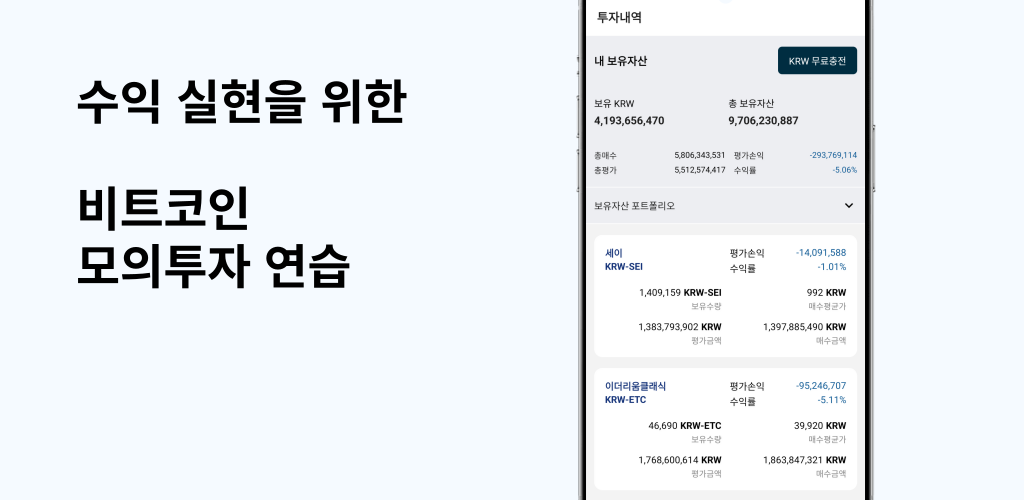 수익 실현을 위한
비트코인
모의투자 연습
투자내역
내 보유자산
KRW 무료충전
보유 KRW 총 보유자산
4,193,656,470 9,706,230,887
총매수 5,806,343,531 평가손익 -293,769,114
총평가 5,512,574,417 수익률 -5.06%
보유자산 포트폴리오
세이 평가손익 -14,091,588
KRW-SEI 수익률 -1.01%
1,409,159 KRW-SEI 992 KRW
보유수량 매수평균가
1,383,793,902 KRW 1,397,885,490 KRW
평가금액 매수금액
이더리움클래식 평가손익 -95,246,707
KRW-ETC 수익률 -5.11%
46,690 KRW-ETC 39,920 KRW
보유수량 매수평균가
1,768,600,614 KRW 1,863,847,321 KRW
평가금액 매수금액